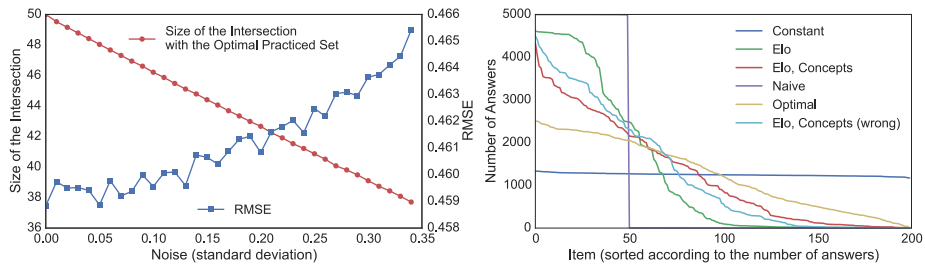 Size of the Intersection
with the Optimal Practiced Set
RMSE
Size of the Intersection
50
48
46
44
42
40
38
36
0.00
0.05
0.10
0.15
0.20
0.25
0.30
0.35
Noise (standard deviation)
0.466
0.465
0.464
0.463
0.462
0.461
0.460
0.459
0.458
RMSE
Number of Answers
5000
4000
3000
2000
1000
0
0
50
100
150
200
Item (sorted according to the number of answers)
Constant
Elo
Elo, Concepts
Naive
Optimal
Elo, Concepts (wrong)